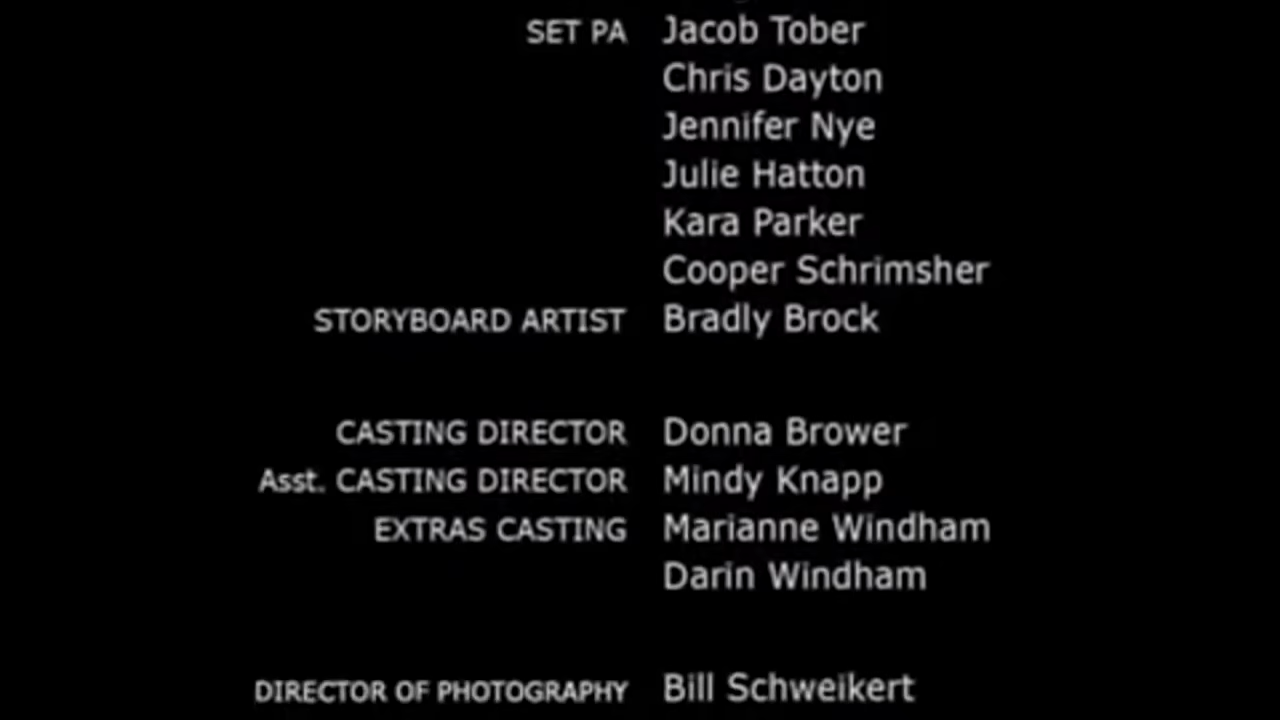 SET PA Jacob Tober
Chris Dayton
Jennifer Nye
Julie Hatton
Kara Parker
Cooper Schrimsher
STORYBOARD ARTIST Bradly Brock
CASTING DIRECTOR Donna Brower
Asst. CASTING DIRECTOR Mindy Knapp
EXTRAS CASTING Marianne Windham
Darin Windham
DIRECTOR OF PHOTOGRAPHY Bill Schweikert